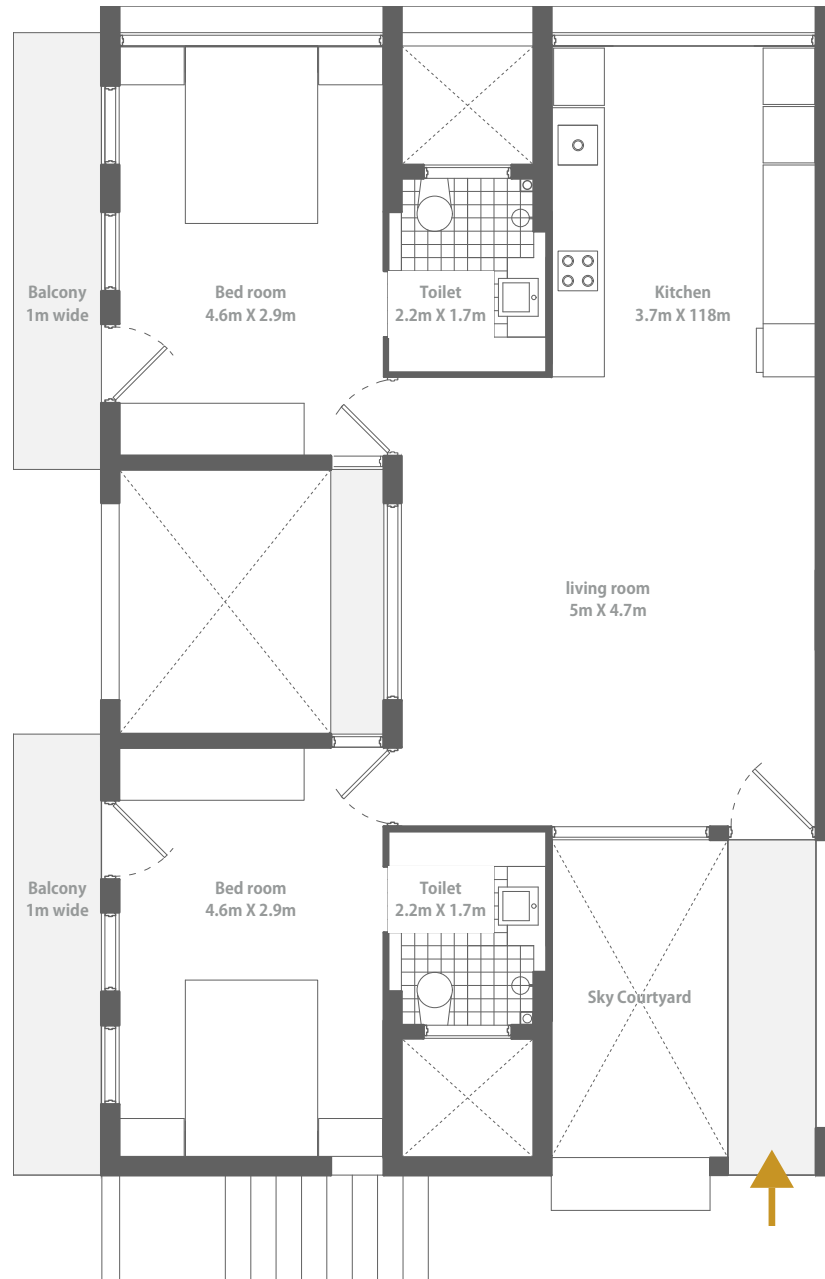 Balcony
1m wide
Bed room
4.6m X 2.9m
Toilet
2.2m X 1.7m
Kitchen
3.7m X 118m
living room
5m X 4.7m
Balcony
1m wide
Bed room
4.6m X 2.9m
Toilet
2.2m X 1.7m
Sky Courtyard